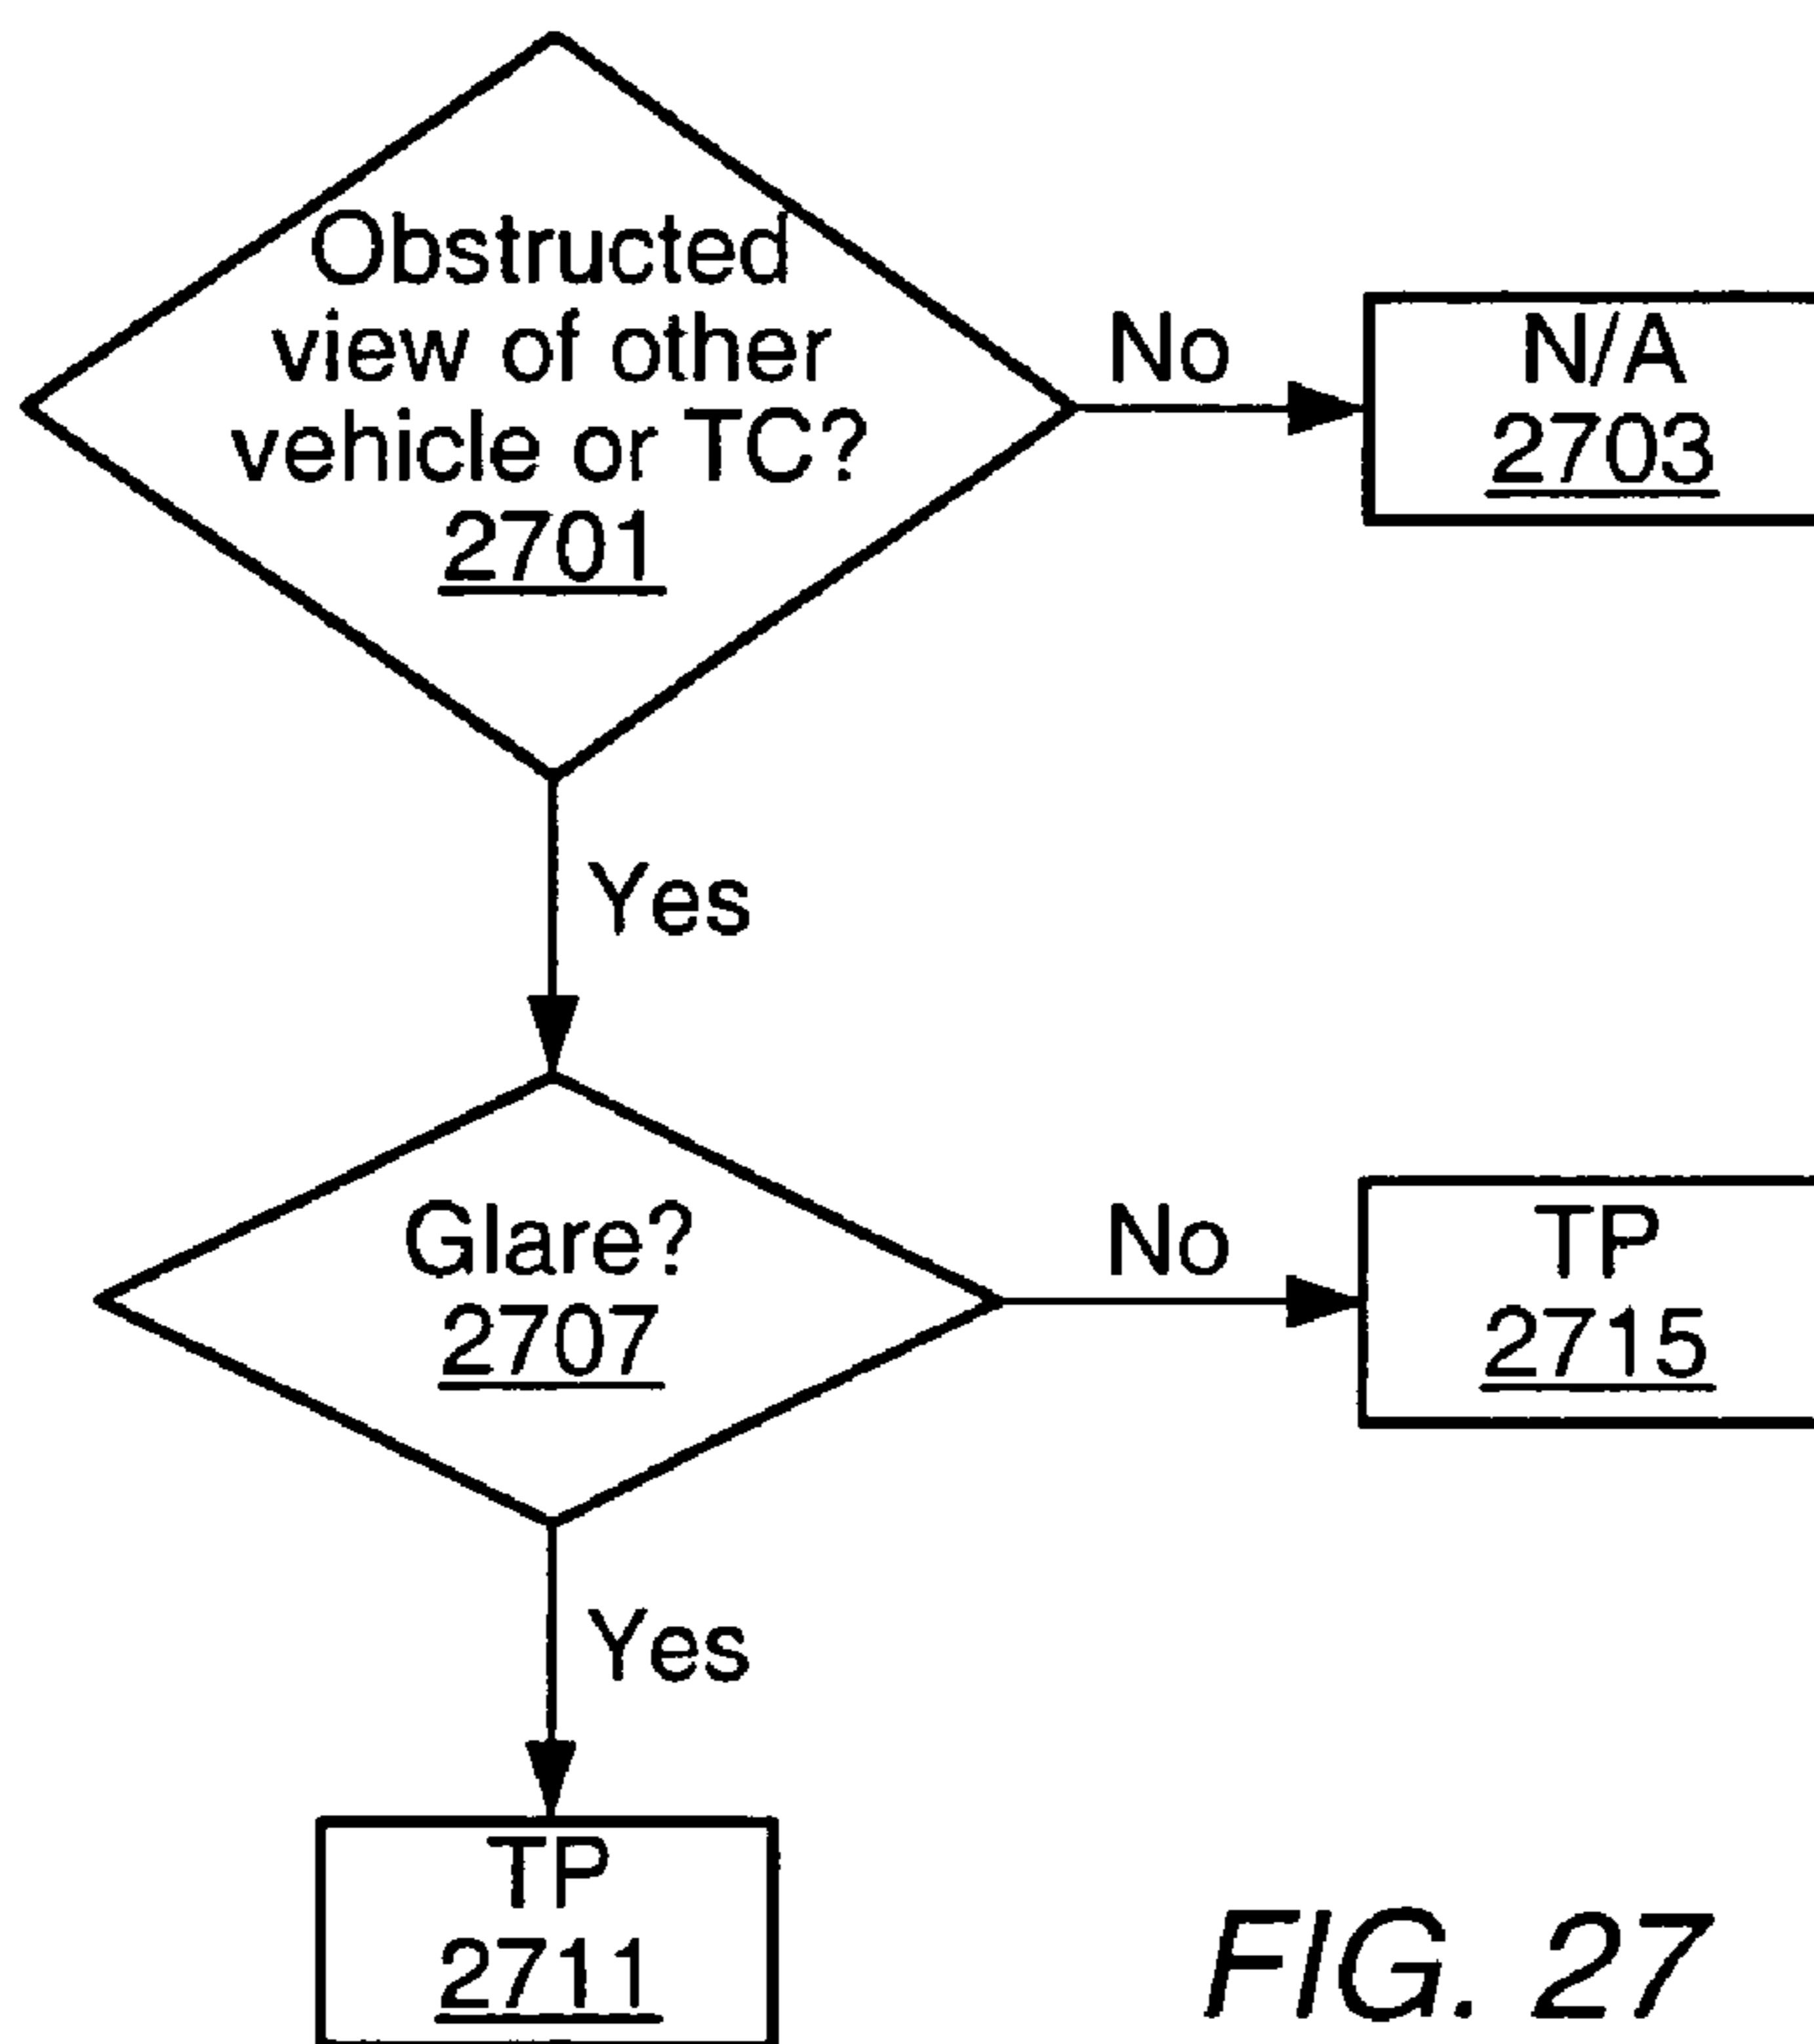 Obstructed
view of other
vehicle or TC?
2701
No
N/A
2703
Yes
Glare?
2707
No
TP
2715
Yes
TP
2711
FIG. 27